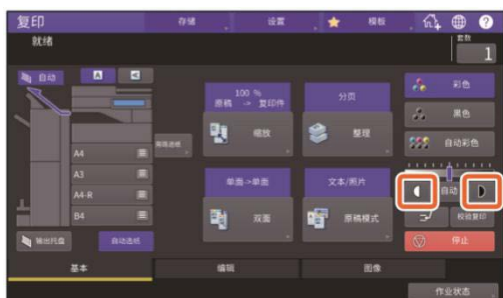 复印
存储
设置
模板
?
就绪
套数
1
自动
A
100 %
原稿 -> 复印件
分页
彩色
缩放
整理
黑色
自动彩色
A4
A3
A4-R
B4
单面->单面
文本/照片
自动
双面
原稿模式
校验复印
输出托盘
自动选纸
停止
基本
编辑
图像
作业状态